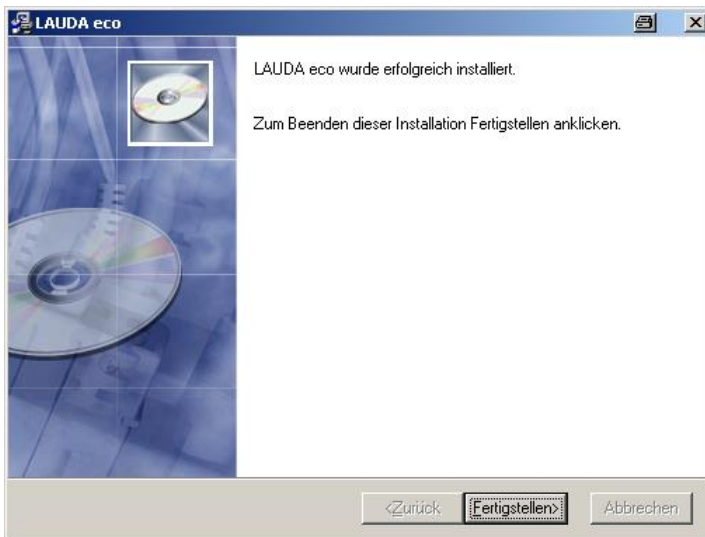 LAUDA eco
LAUDA eco wurde erfolgreich installiert.
Zum Beenden dieser Installation Fertigstellen anklicken.
<Zurück Fertigstellen> Abbrechen